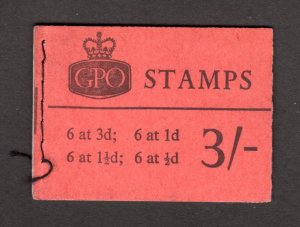 GPO STAMPS
6 at 3d; 6 at 1d
6 at 1½d; 6 at ½d
3/-